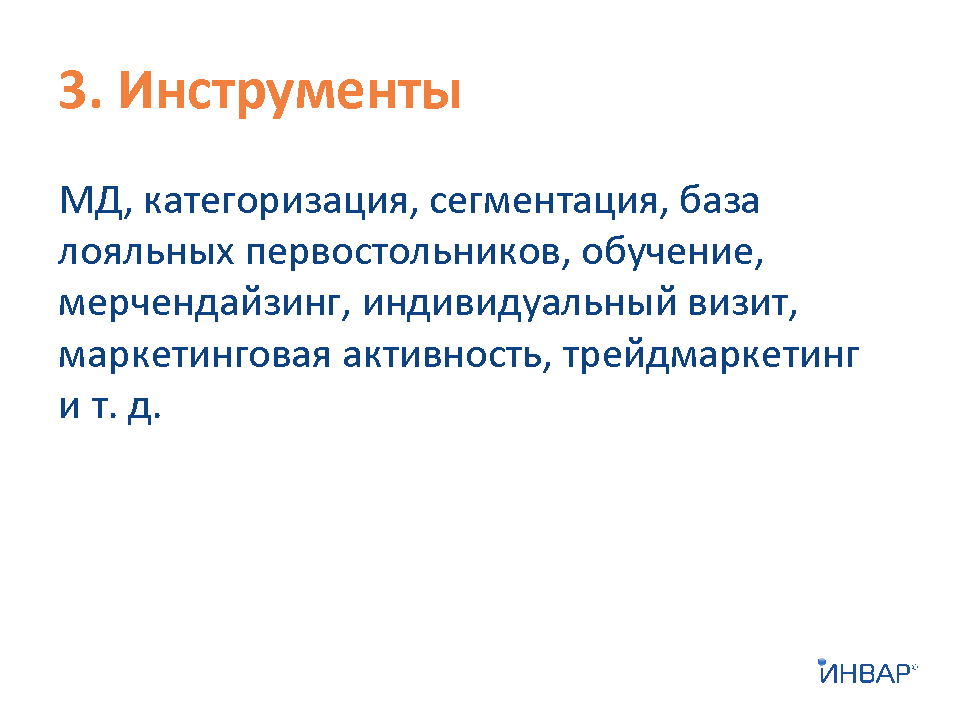 3. Инструменты
МД, категоризация, сегментация, база
лояльных первостольников, обучение,
мерчендайзинг, индивидуальный визит,
маркетинговая активность, трейдмаркетинг
и т. д.
ИНВАР®